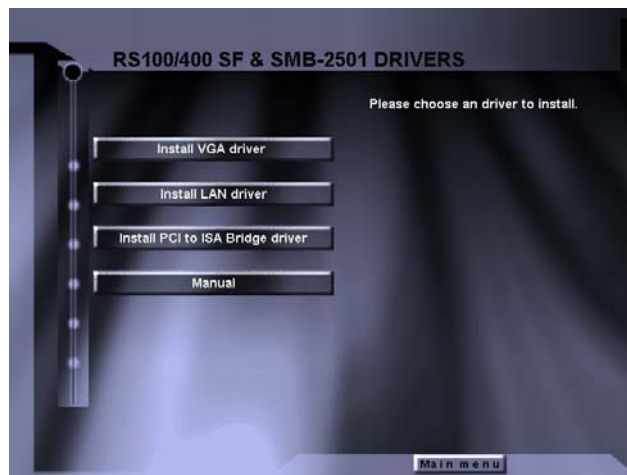 RS100/400 SF & SMB-2501 DRIVERS
Please choose an driver to install.
Install VGA driver
Install LAN driver
Install PCI to ISA Bridge driver
Manual
Main menu